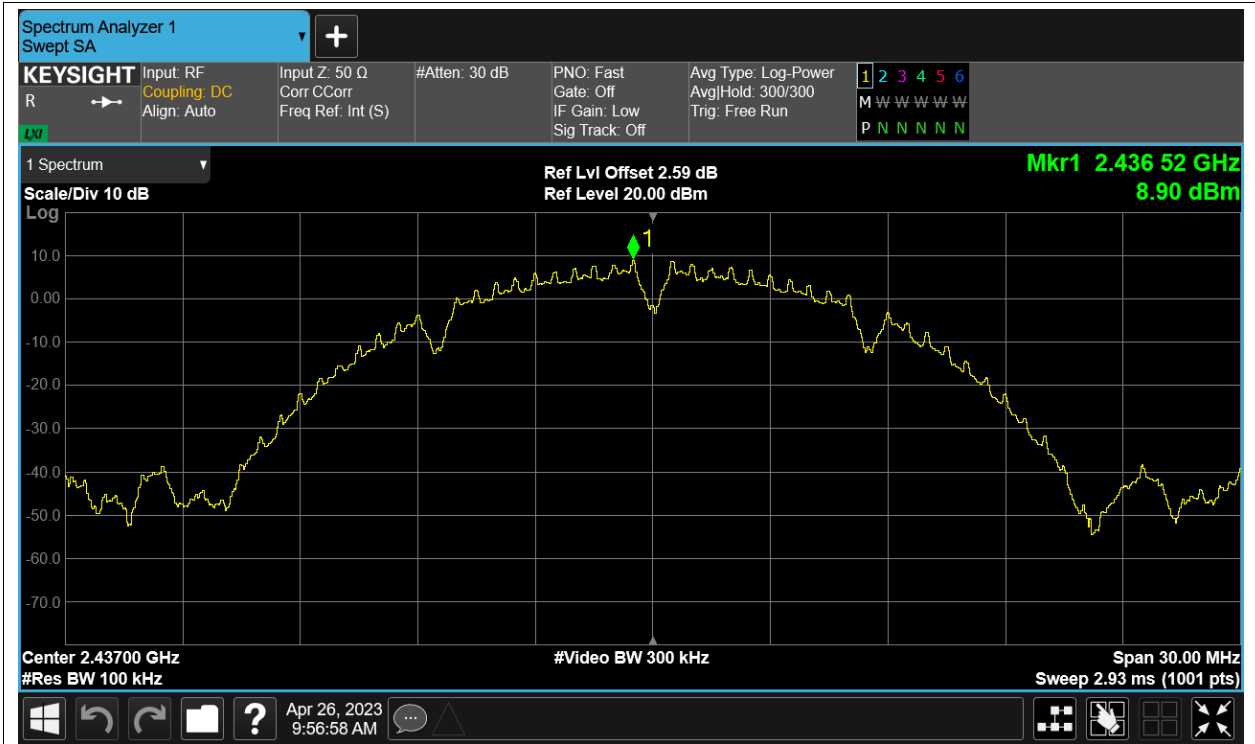 Spectrum Analyzer 1
Swept SA
+
KEYSIGHT Input: RF Input Z: 50 Ω #Atten: 30 dB PNO: Fast Avg Type: Log-Power 1 2 3 4 5 6
R Coupling: DC Corr CCorr Gate: Off Avg|Hold: 300/300 M W W W W W
Align: Auto Freq Ref: Int (S) IF Gain: Low Trig: Free Run
LXI Sig Track: Off P N N N N N
1 Spectrum Ref Lvl Offset 2.59 dB Mkr1 2.436 52 GHz
Scale/Div 10 dB Ref Level 20.00 dBm 8.90 dBm
Log
1
10.0
0.00
-10.0
-20.0
-30.0
-40.0
-50.0
-60.0
-70.0
Center 2.43700 GHz #Video BW 300 kHz Span 30.00 MHz
#Res BW 100 kHz Sweep 2.93 ms (1001 pts)
? Apr 26, 2023
9:56:58 AM